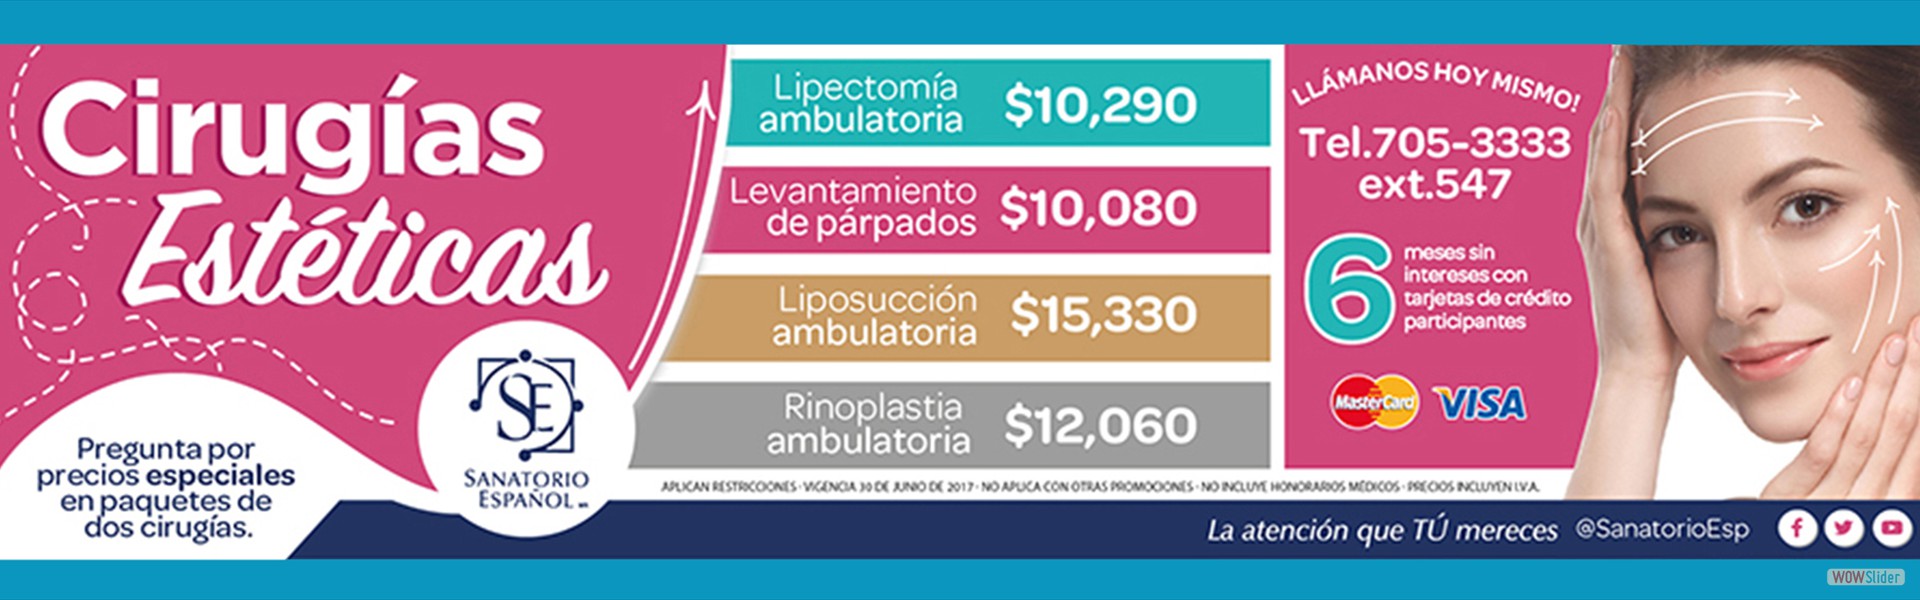 Cirugías
Estéticas
Pregunta por
precios especiales
en paquetes de
dos cirugías.
SE
SANATORIO
ESPAÑOL
Lipectomía
ambulatoria $10,290
Levantamiento
de párpados $10,080
Liposucción
ambulatoria $15,330
Rinoplastia
ambulatoria $12,060
APLICAN RESTRICCIONES · VIGENCIA 30 DE JUNIO DE 2017 · NO APLICA CON OTRAS PROMOCIONES · NO INCLUYE HONORARIOS MÉDICOS · PRECIOS INCLUYEN I.V.A.
LLÁMANOS HOY MISMO!
Tel.705-3333
ext.547
6 meses sin
intereses con
tarjetas de crédito
participantes
MasterCard VISA
La atención que TÚ mereces @SanatorioEsp
WOWSlider